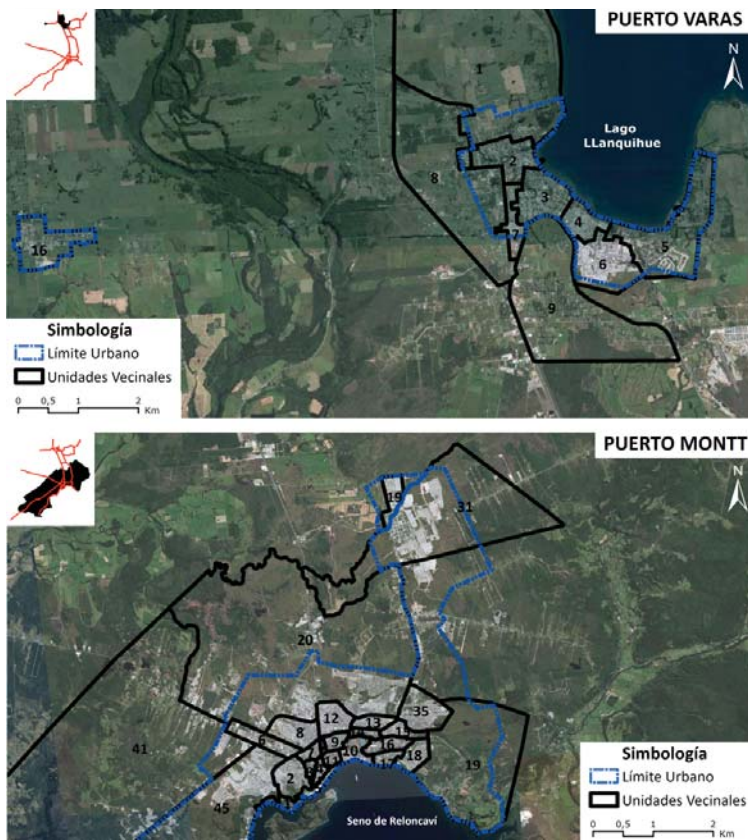 PUERTO VARAS
N
1
Lago
LLanquihue
2
8
3
4
17
5
6
16
9
Simbología
Límite Urbano
Unidades Vecinales
0 0,5 1 2
Km
PUERTO MONTT
19
31
20
35
12
13
6
8
15
9
16
10
7
18
17
11
2
41
19
45
Seno de Reloncaví
N
Simbología
Límite Urbano
Unidades Vecinales
0 0,5 1 2
Km